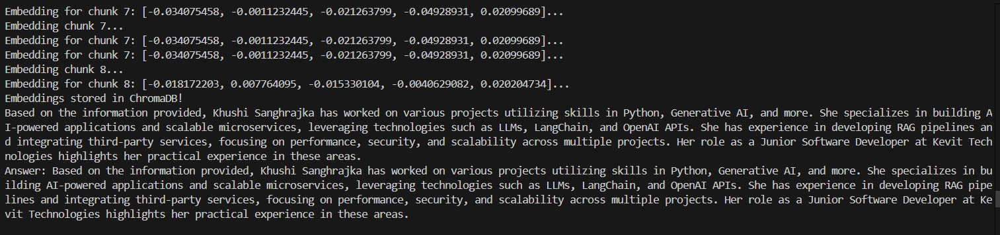 Embedding for chunk 7: [-0.034075458, -0.0011232445, -0.021263799, -0.04928931, 0.02099689]...
Embedding chunk 7...
Embedding for chunk 7: [-0.034075458, -0.0011232445, -0.021263799, -0.04928931, 0.02099689]...
Embedding for chunk 7: [-0.034075458, -0.0011232445, -0.021263799, -0.04928931, 0.02099689]...
Embedding chunk 8...
Embedding for chunk 8: [-0.018172203, 0.007764095, -0.015330104, -0.0040629082, 0.020204734]...
Embeddings stored in ChromaDB!
Based on the information provided, Khushi Sanghrajka has worked on various projects utilizing skills in Python, Generative AI, and more. She specializes in building A
I-powered applications and scalable microservices, leveraging technologies such as LLMs, LangChain, and OpenAI APIs. She has experience in developing RAG pipelines an
d integrating third-party services, focusing on performance, security, and scalability across multiple projects. Her role as a Junior Software Developer at Kevit Tech
nologies highlights her practical experience in these areas.
Answer: Based on the information provided, Khushi Sanghrajka has worked on various projects utilizing skills in Python, Generative AI, and more. She specializes in bu
ilding AI-powered applications and scalable microservices, leveraging technologies such as LLMs, LangChain, and OpenAI APIs. She has experience in developing RAG pipe
lines and integrating third-party services, focusing on performance, security, and scalability across multiple projects. Her role as a Junior Software Developer at Ke
vit Technologies highlights her practical experience in these areas.